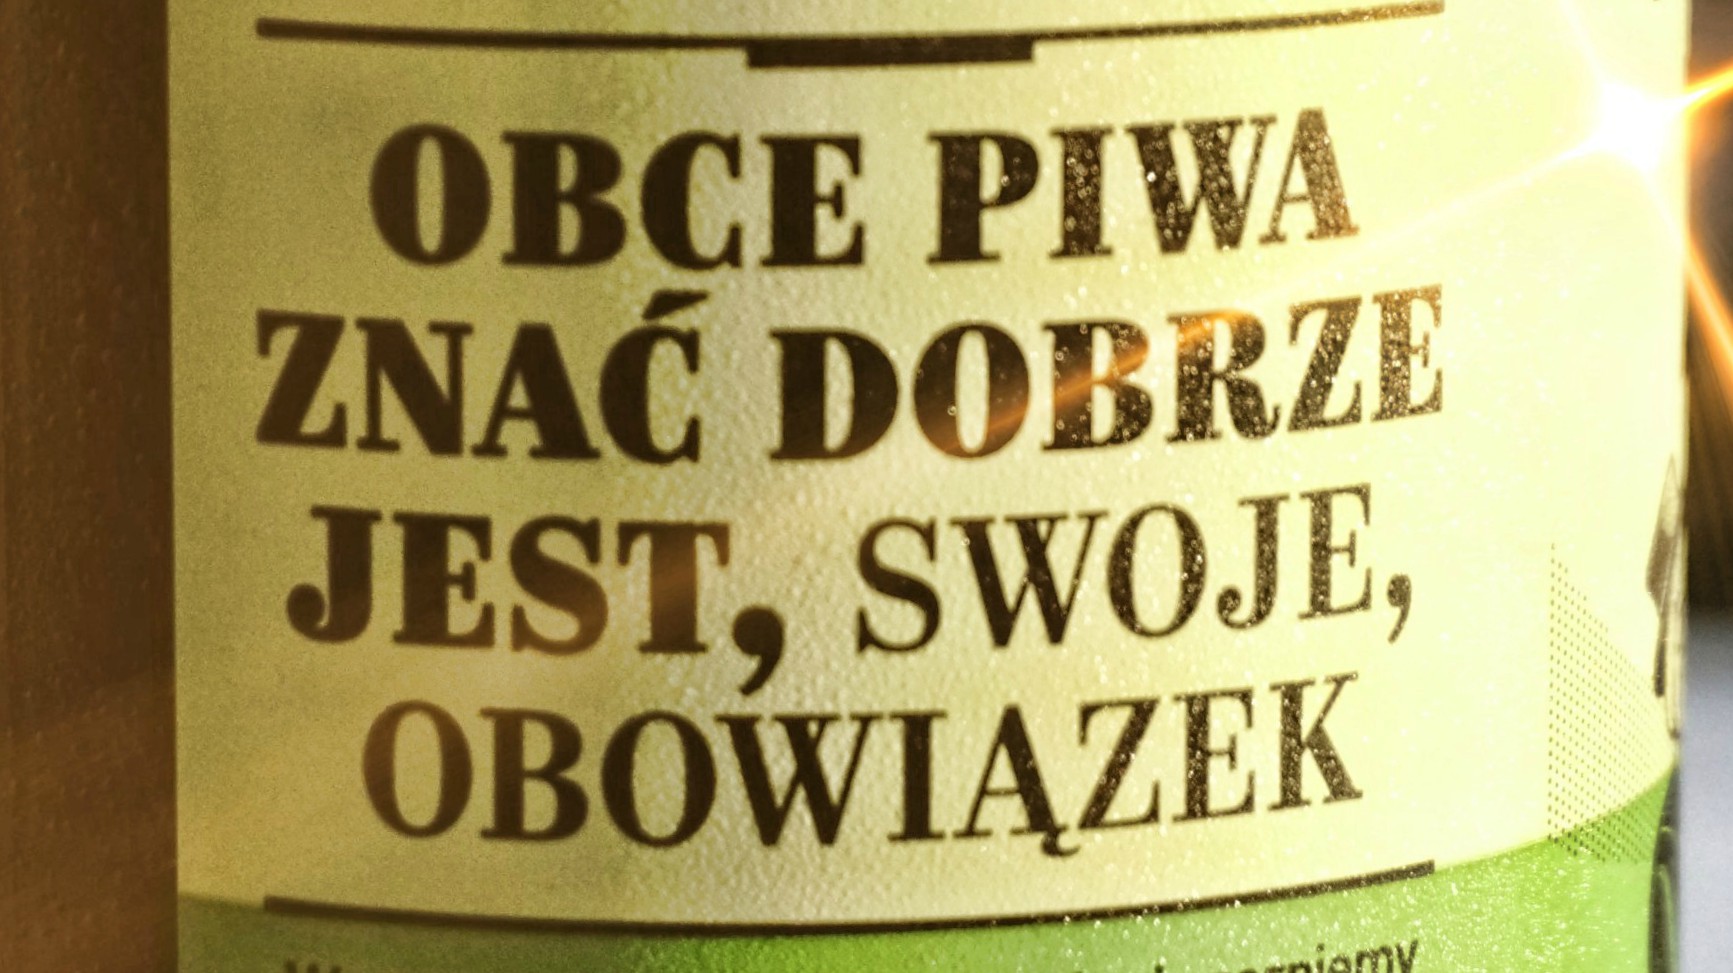 OBCE PIWA
ZNAĆ DOBRZE
JEST, SWOJE,
OBOWIĄZEK